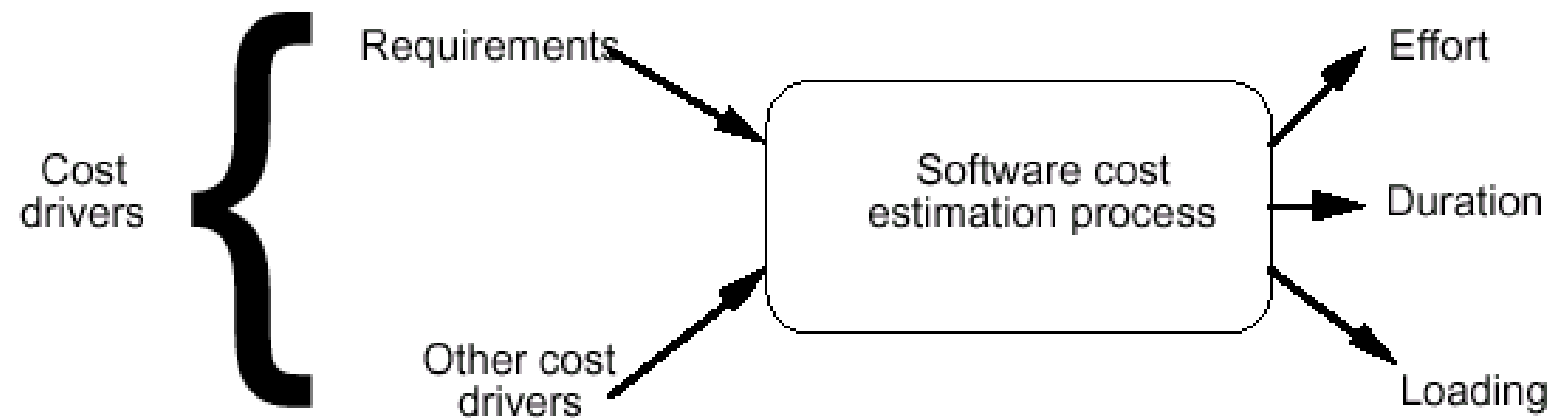 Cost
drivers
Requirements
Other cost
drivers
Software cost
estimation process
Effort
Duration
Loading